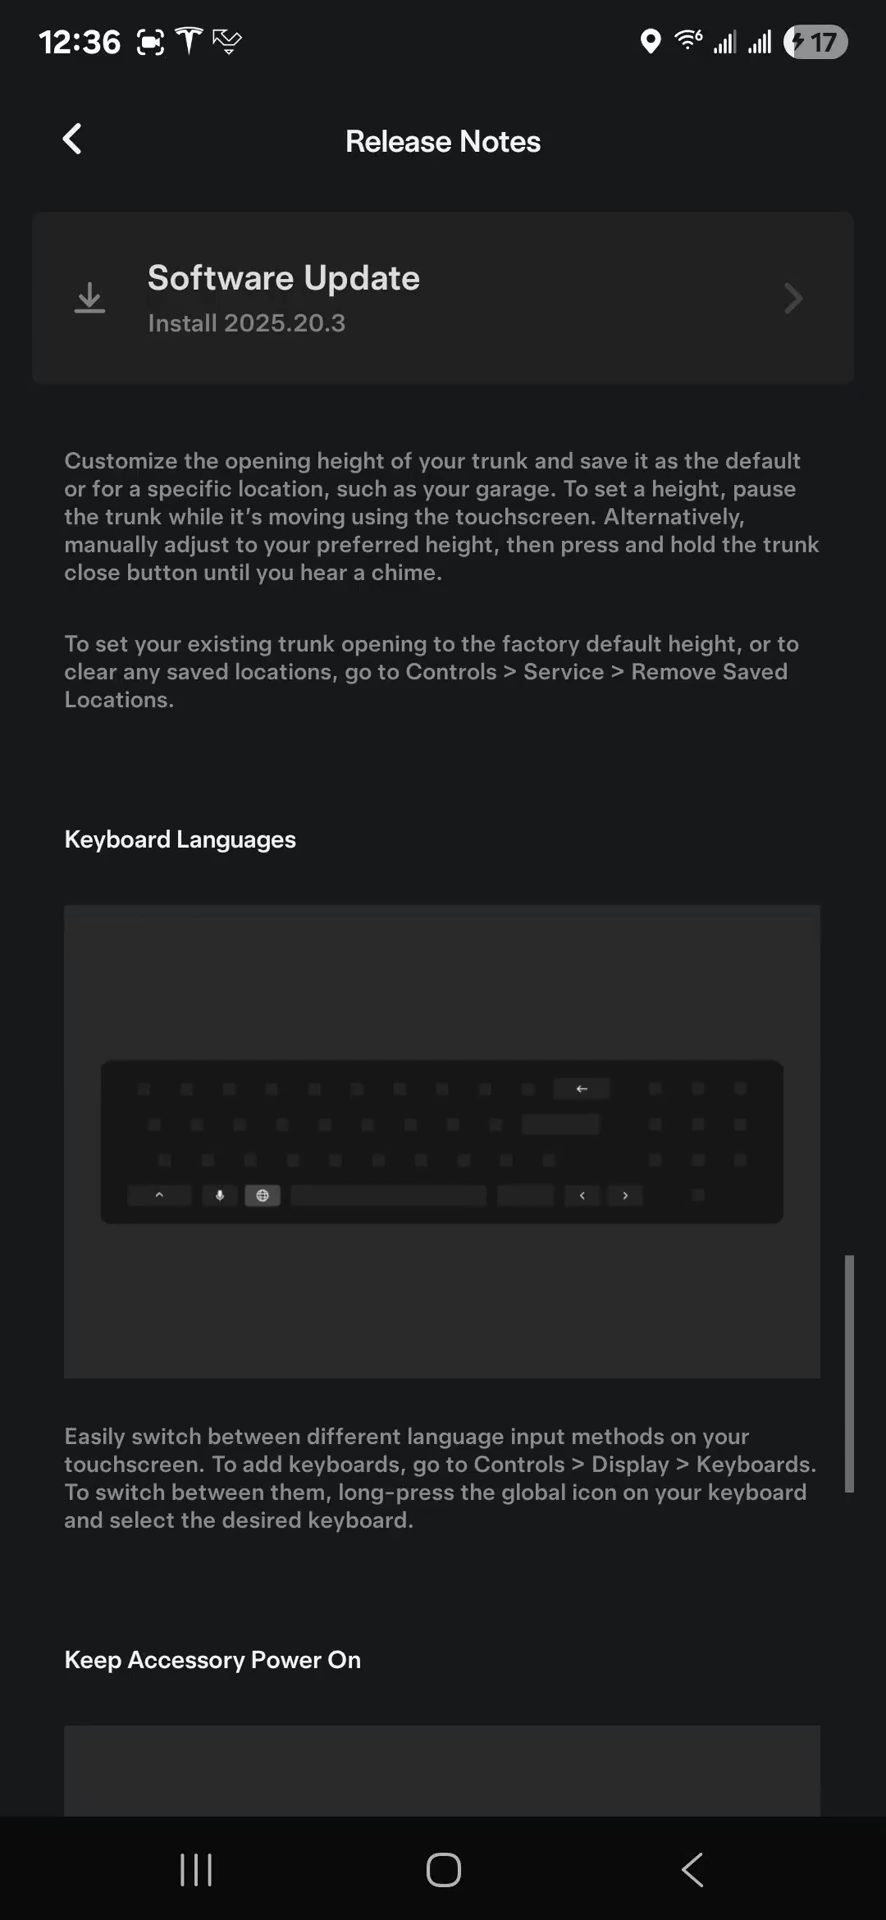 12:36
6
17
Release Notes
Software Update
Install 2025.20.3
Customize the opening height of your trunk and save it as the default
or for a specific location, such as your garage. To set a height, pause
the trunk while it’s moving using the touchscreen. Alternatively,
manually adjust to your preferred height, then press and hold the trunk
close button until you hear a chime.
To set your existing trunk opening to the factory default height, or to
clear any saved locations, go to Controls > Service > Remove Saved
Locations.
Keyboard Languages
Easily switch between different language input methods on your
touchscreen. To add keyboards, go to Controls > Display > Keyboards.
To switch between them, long-press the global icon on your keyboard
and select the desired keyboard.
Keep Accessory Power On